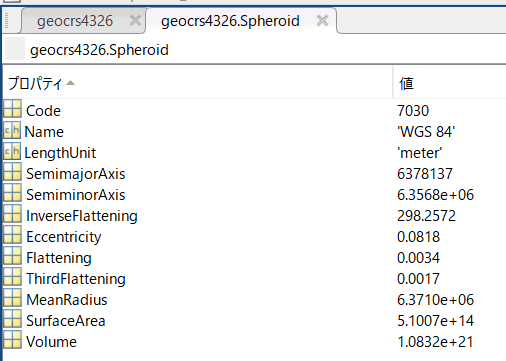 geocrs4326 geocrs4326.Spheroid
geocrs4326.Spheroid
プロパティ 値
Code 7030
ch Name 'WGS 84'
ch LengthUnit 'meter'
SemimajorAxis 6378137
SemiminorAxis 6.3568e+06
InverseFlattening 298.2572
Eccentricity 0.0818
Flattening 0.0034
ThirdFlattening 0.0017
MeanRadius 6.3710e+06
SurfaceArea 5.1007e+14
Volume 1.0832e+21